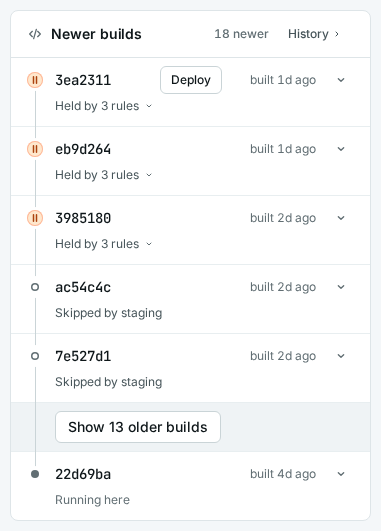 Newer builds 18 newer History
3ea2311 Deploy built 1d ago
Held by 3 rules
eb9d264 built 1d ago
Held by 3 rules
3985180 built 2d ago
Held by 3 rules
ac54c4c built 2d ago
Skipped by staging
7e527d1 built 2d ago
Skipped by staging
Show 13 older builds
22d69ba built 4d ago
Running here